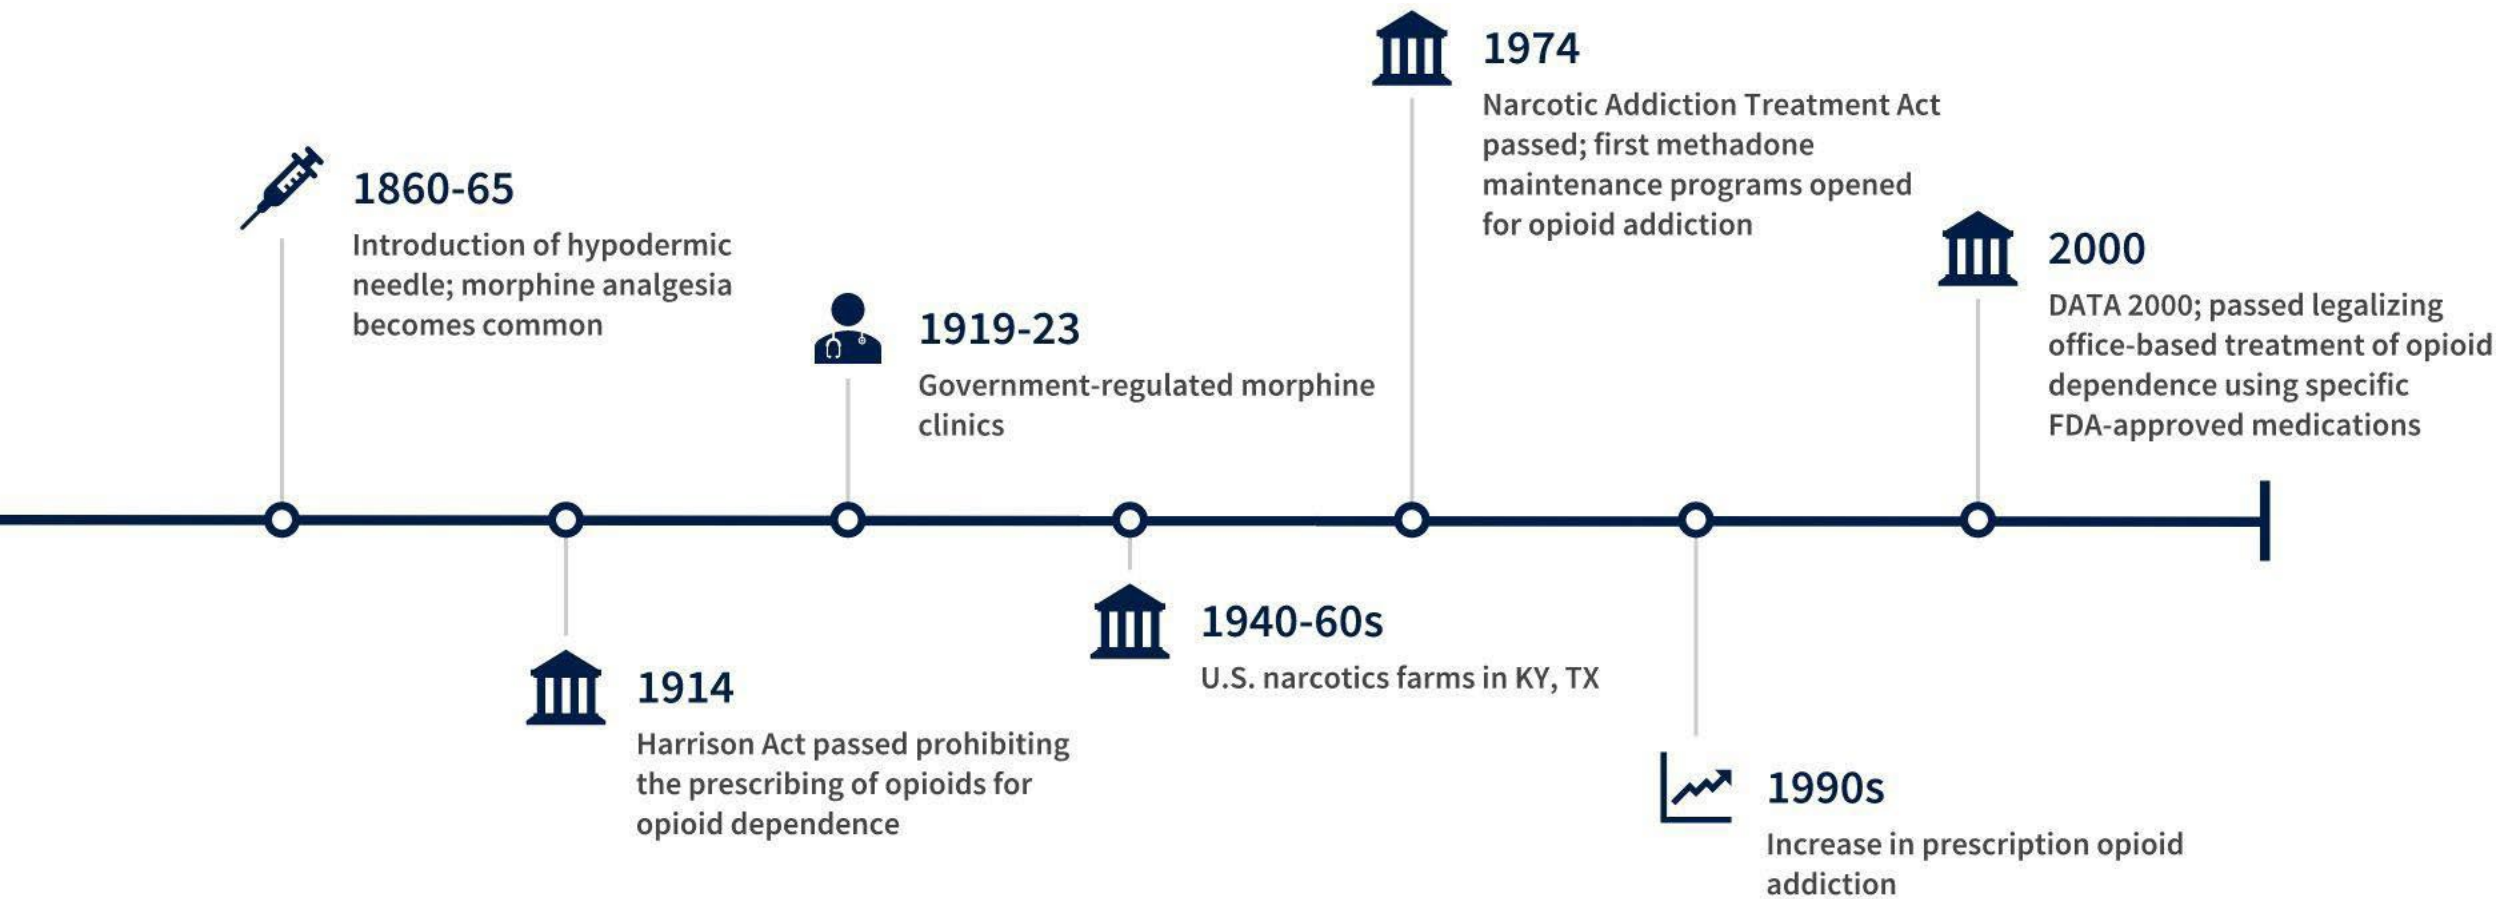 1860-65
Introduction of hypodermic
needle; morphine analgesia
becomes common
1914
Harrison Act passed prohibiting
the prescribing of opioids for
opioid dependence
1919-23
Government-regulated morphine
clinics
1940-60s
U.S. narcotics farms in KY, TX
1974
Narcotic Addiction Treatment Act
passed; first methadone
maintenance programs opened
for opioid addiction
1990s
Increase in prescription opioid
addiction
2000
DATA 2000; passed legalizing
office-based treatment of opioid
dependence using specific
FDA-approved medications